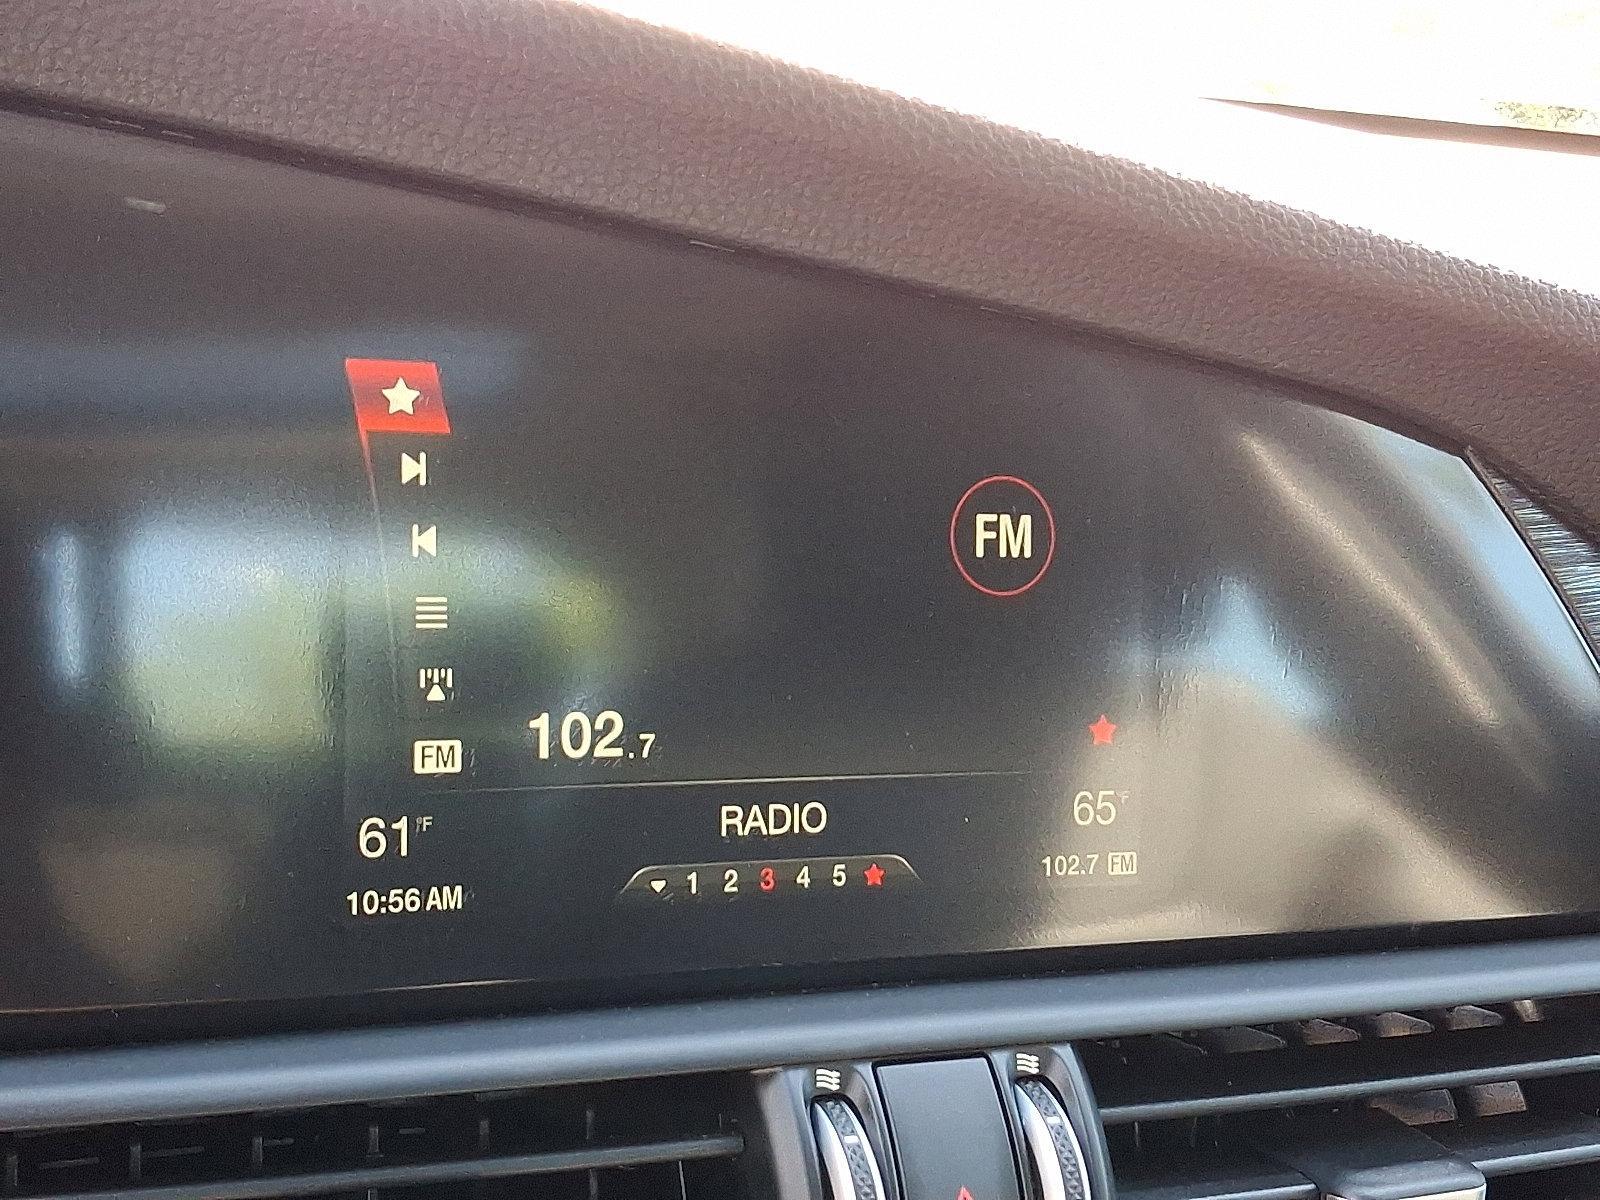 FM
FM 102.7
RADIO
61°F 65°F
1 2 3 4 5
102.7 FM
10:56 AM